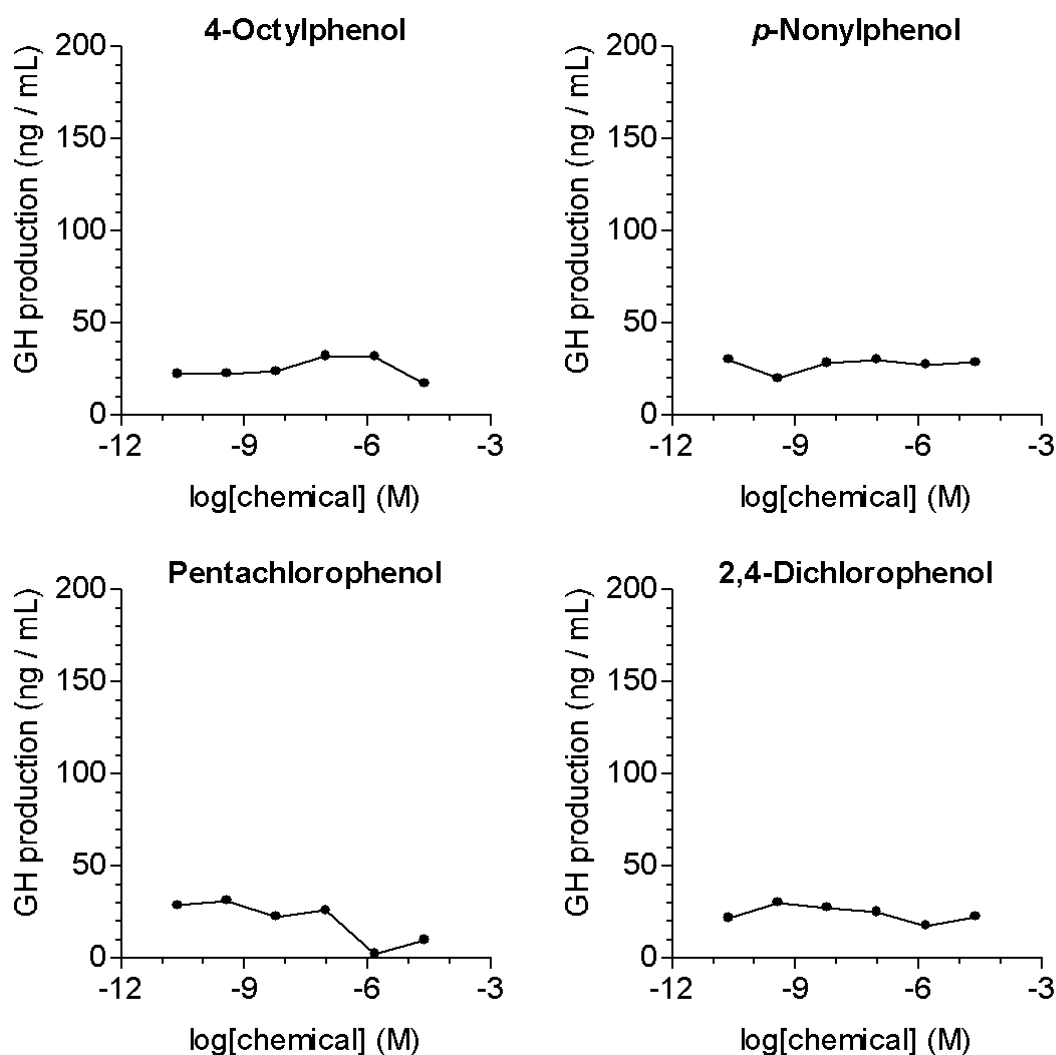 4-Octylphenol
GH production (ng / mL)
200
150
100
50
0
-12 -9 -6 -3
log[chemical] (M)
p-Nonylphenol
GH production (ng / mL)
200
150
100
50
0
-12 -9 -6 -3
log[chemical] (M)
Pentachlorophenol
GH production (ng / mL)
200
150
100
50
0
-12 -9 -6 -3
log[chemical] (M)
2,4-Dichlorophenol
GH production (ng / mL)
200
150
100
50
0
-12 -9 -6 -3
log[chemical] (M)